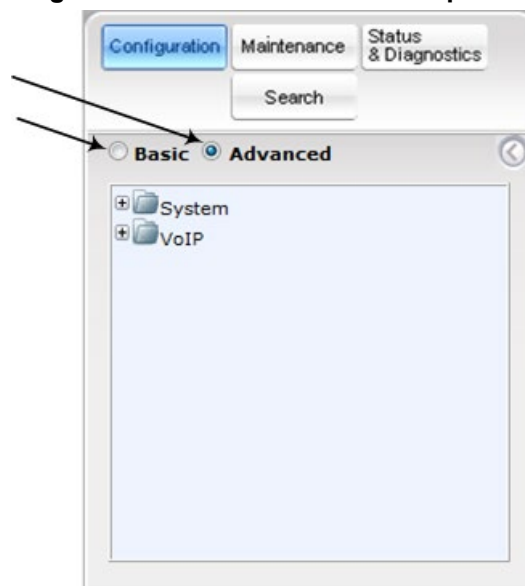 Configuration Maintenance Status & Diagnostics
Search
Basic Advanced
System
VoIP